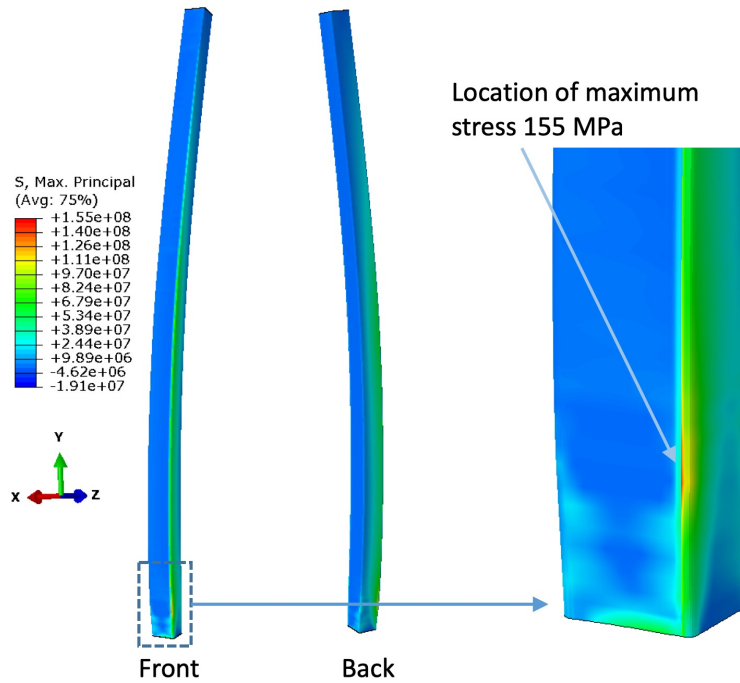 Location of maximum
stress 155 MPa
S, Max. Principal
(Avg: 75%)
+1.55e+08
+1.40e+08
+1.26e+08
+1.11e+08
+9.70e+07
+8.24e+07
+6.79e+07
+5.34e+07
+3.89e+07
+2.44e+07
+9.89e+06
-4.62e+06
-1.91e+07
Y
X
Z
Front
Back